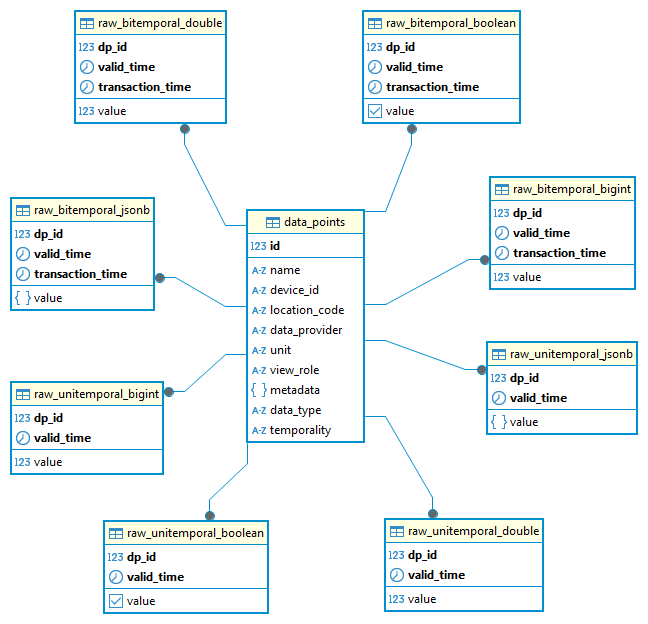 raw_bitemporal_double
123 dp_id
valid_time
transaction_time
123 value
raw_bitemporal_boolean
123 dp_id
valid_time
transaction_time
value
raw_bitemporal_jsonb
123 dp_id
valid_time
transaction_time
{ } value
data_points
123 id
A-Z name
A-Z device_id
A-Z location_code
A-Z data_provider
A-Z unit
A-Z view_role
{ } metadata
A-Z data_type
A-Z temporality
raw_bitemporal_bigint
123 dp_id
valid_time
transaction_time
123 value
raw_unitemporal_jsonb
123 dp_id
valid_time
{ } value
raw_unitemporal_bigint
123 dp_id
valid_time
123 value
raw_unitemporal_boolean
123 dp_id
valid_time
value
raw_unitemporal_double
123 dp_id
valid_time
123 value